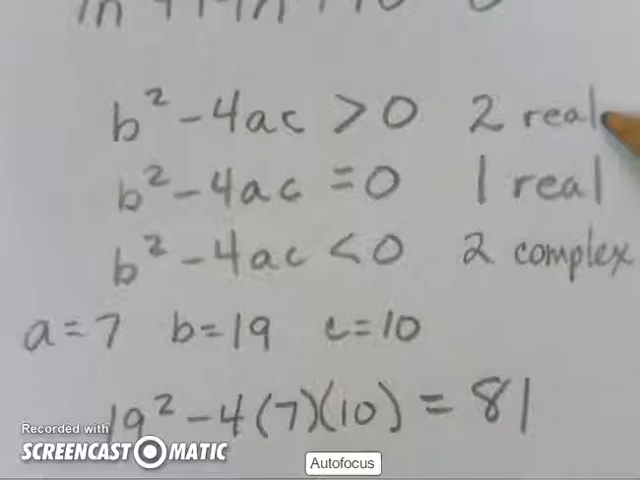 b² - 4ac > 0 2 real
b² - 4ac = 0 1 real
b² - 4ac < 0 2 complex
a = 7 b = 19 c = 10
19² - 4(7)(10) = 81
Recorded with
SCREENCAST MATIC
Autofocus